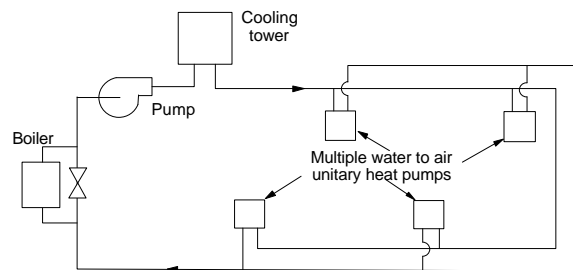 Cooling
tower
Pump
Boiler
Multiple water to air
unitary heat pumps